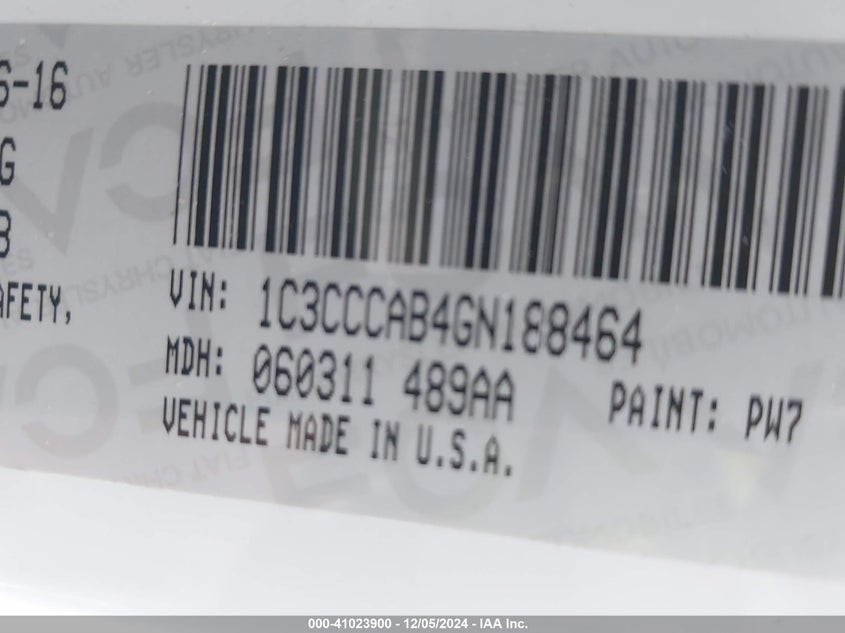 6-16
G
AFETY,
VIN: 1C3CCCAB4GN188464
MDH: 060311 489AA PAINT: PW7
VEHICLE MADE IN U.S.A.
000-41023900 - 12/05/2024 - IAA Inc.